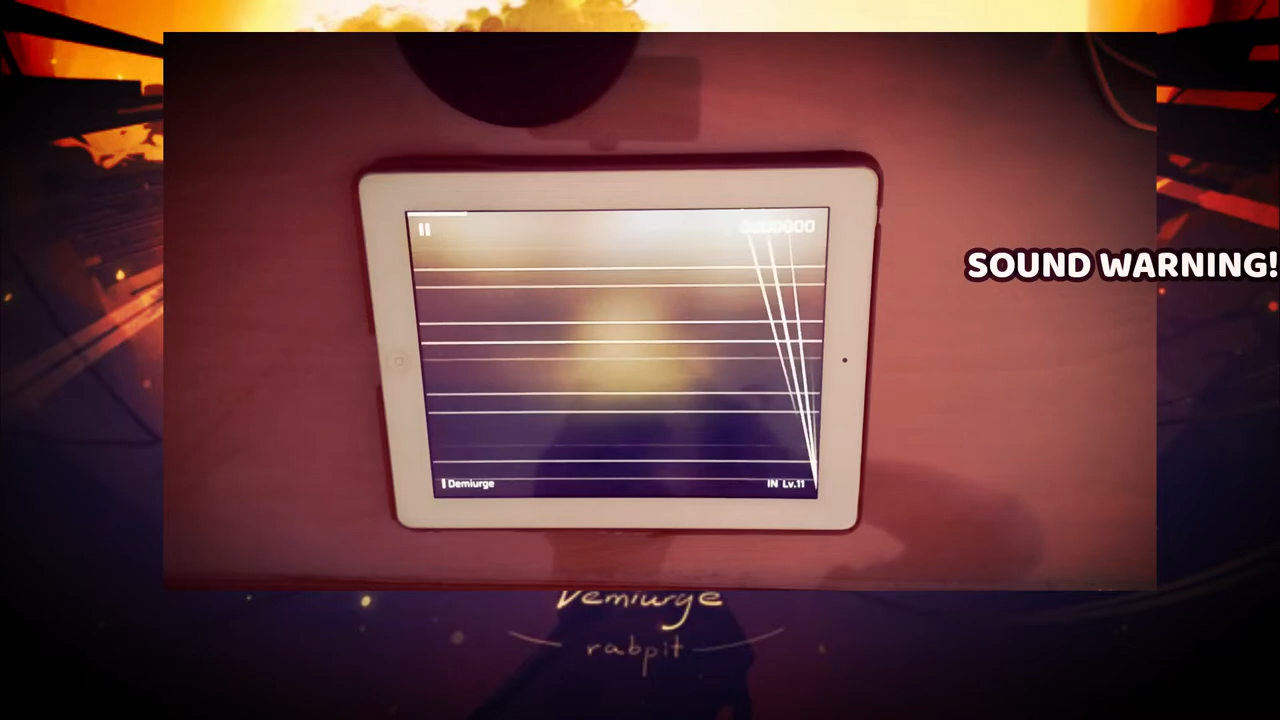 0000000
SOUND WARNING!
Demiurge
IN Lv.11
Demiurge
rabpit